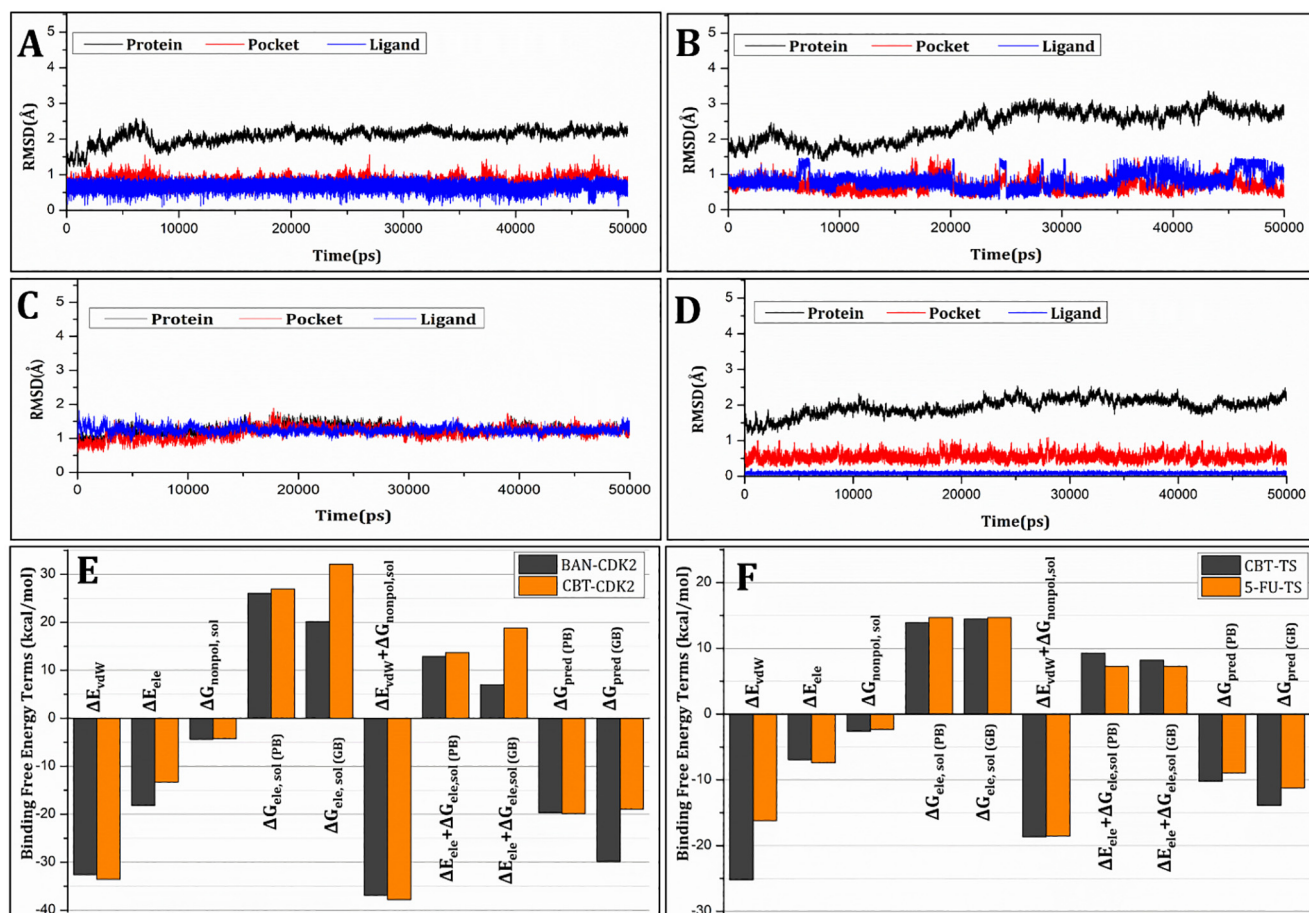 A
Protein Pocket Ligand
RMSD(Å)
5
4
3
2
1
0
0 10000 20000 30000 40000 50000
Time(ps)
B
Protein Pocket Ligand
RMSD(Å)
5
4
3
2
1
0
0 10000 20000 30000 40000 50000
Time(ps)
C
Protein Pocket Ligand
RMSD(Å)
5
4
3
2
1
0
0 10000 20000 30000 40000 50000
Time(ps)
D
Protein Pocket Ligand
RMSD(Å)
5
4
3
2
1
0
0 10000 20000 30000 40000 50000
Time(ps)
E
BAN-CDK2
CBT-CDK2
Binding Free Energy Terms (kcal/mol)
30
20
10
0
-10
-20
-30
-40
ΔEvdW
ΔEele
ΔGnonpol, sol
ΔGele, sol (PB)
ΔGele, sol (GB)
ΔEvdW+ΔGnonpol,sol
ΔEele+ΔGele,sol (PB)
ΔEele+ΔGele,sol (GB)
ΔGpred (PB)
ΔGpred (GB)
F
CBT-TS
5-FU-TS
Binding Free Energy Terms (kcal/mol)
20
10
0
-10
-20
-30
ΔEvdW
ΔEele
ΔGnonpol, sol
ΔGele, sol (PB)
ΔGele, sol (GB)
ΔEvdW+ΔGnonpol,sol
ΔEele+ΔGele,sol (PB)
ΔEele+ΔGele,sol (GB)
ΔGpred (PB)
ΔGpred (GB)